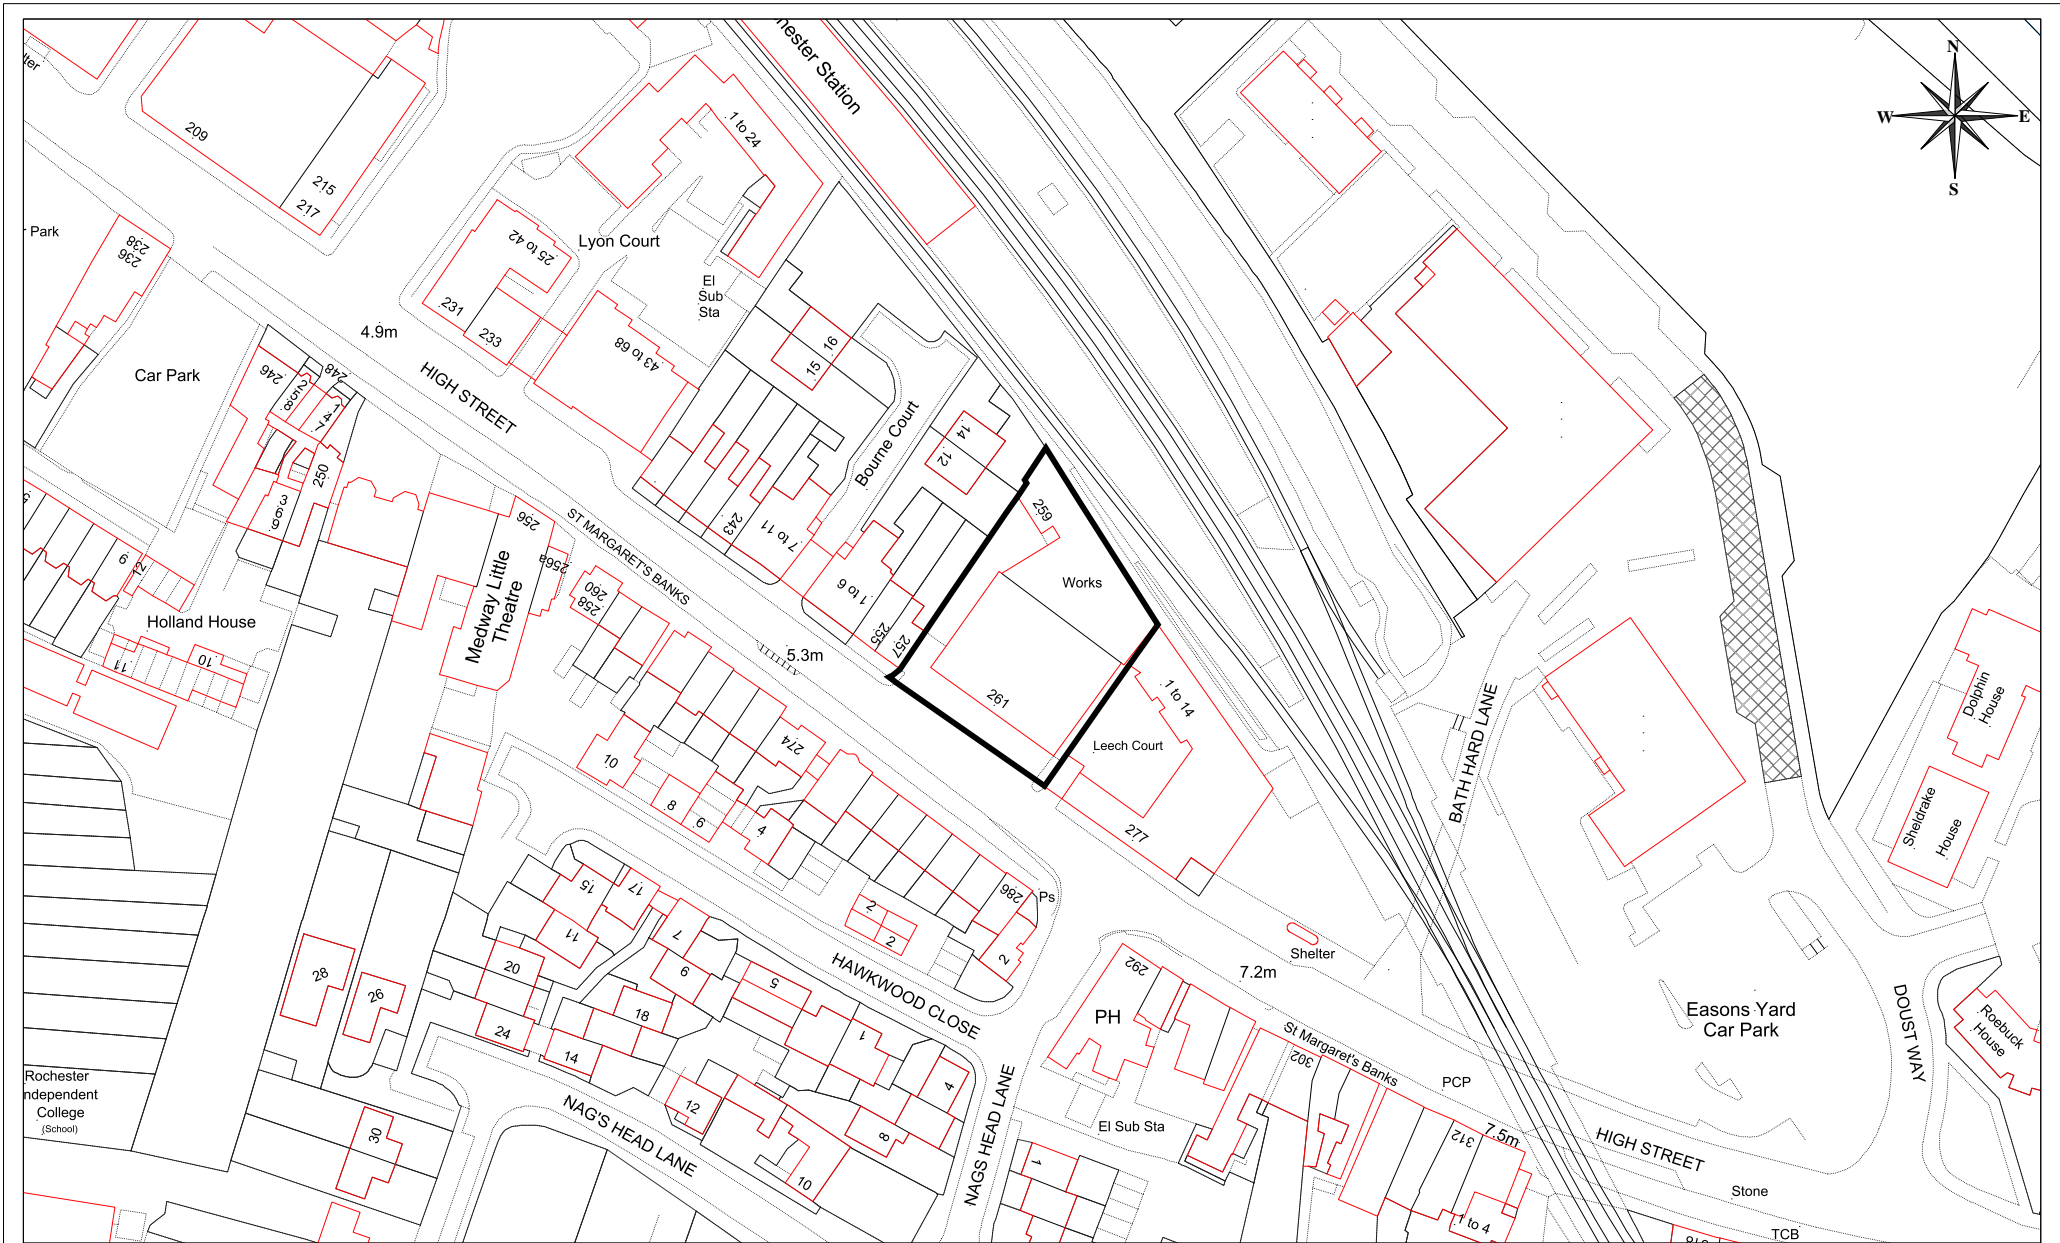 N
W
E
S
209
215
217
238
236
Car Park
Park
231
233
25 to 42
Lyon Court
1 to 24
El
Sub
Sta
43 to 68
4.9m
HIGH STREET
246
248
250
16
15
Bourne Court
14
12
243
7 to 11
1 to 6
255
257
259
Works
261
1 to 14
Leech Court
277
256
256a
Medway Little
Theatre
260
258
ST MARGARET'S BANKS
5.3m
274
286
Ps
Holland House
9
12
11
10
10
8
6
4
2
2
2
15
17
11
7
6
5
20
18
24
14
1
4
8
12
10
28
26
30
HAWKWOOD CLOSE
NAG'S HEAD LANE
NAGS HEAD LANE
Rochester
ndependent
College
(School)
292
PH
7.2m
Shelter
St Margaret's Banks
302
PCP
312
7.5m
1 to 4
El Sub Sta
1
HIGH STREET
Stone
TCB
BATH HARD LANE
Easons Yard
Car Park
DOUST WAY
Dolphin
House
Sheldrake
House
Roebuck
House